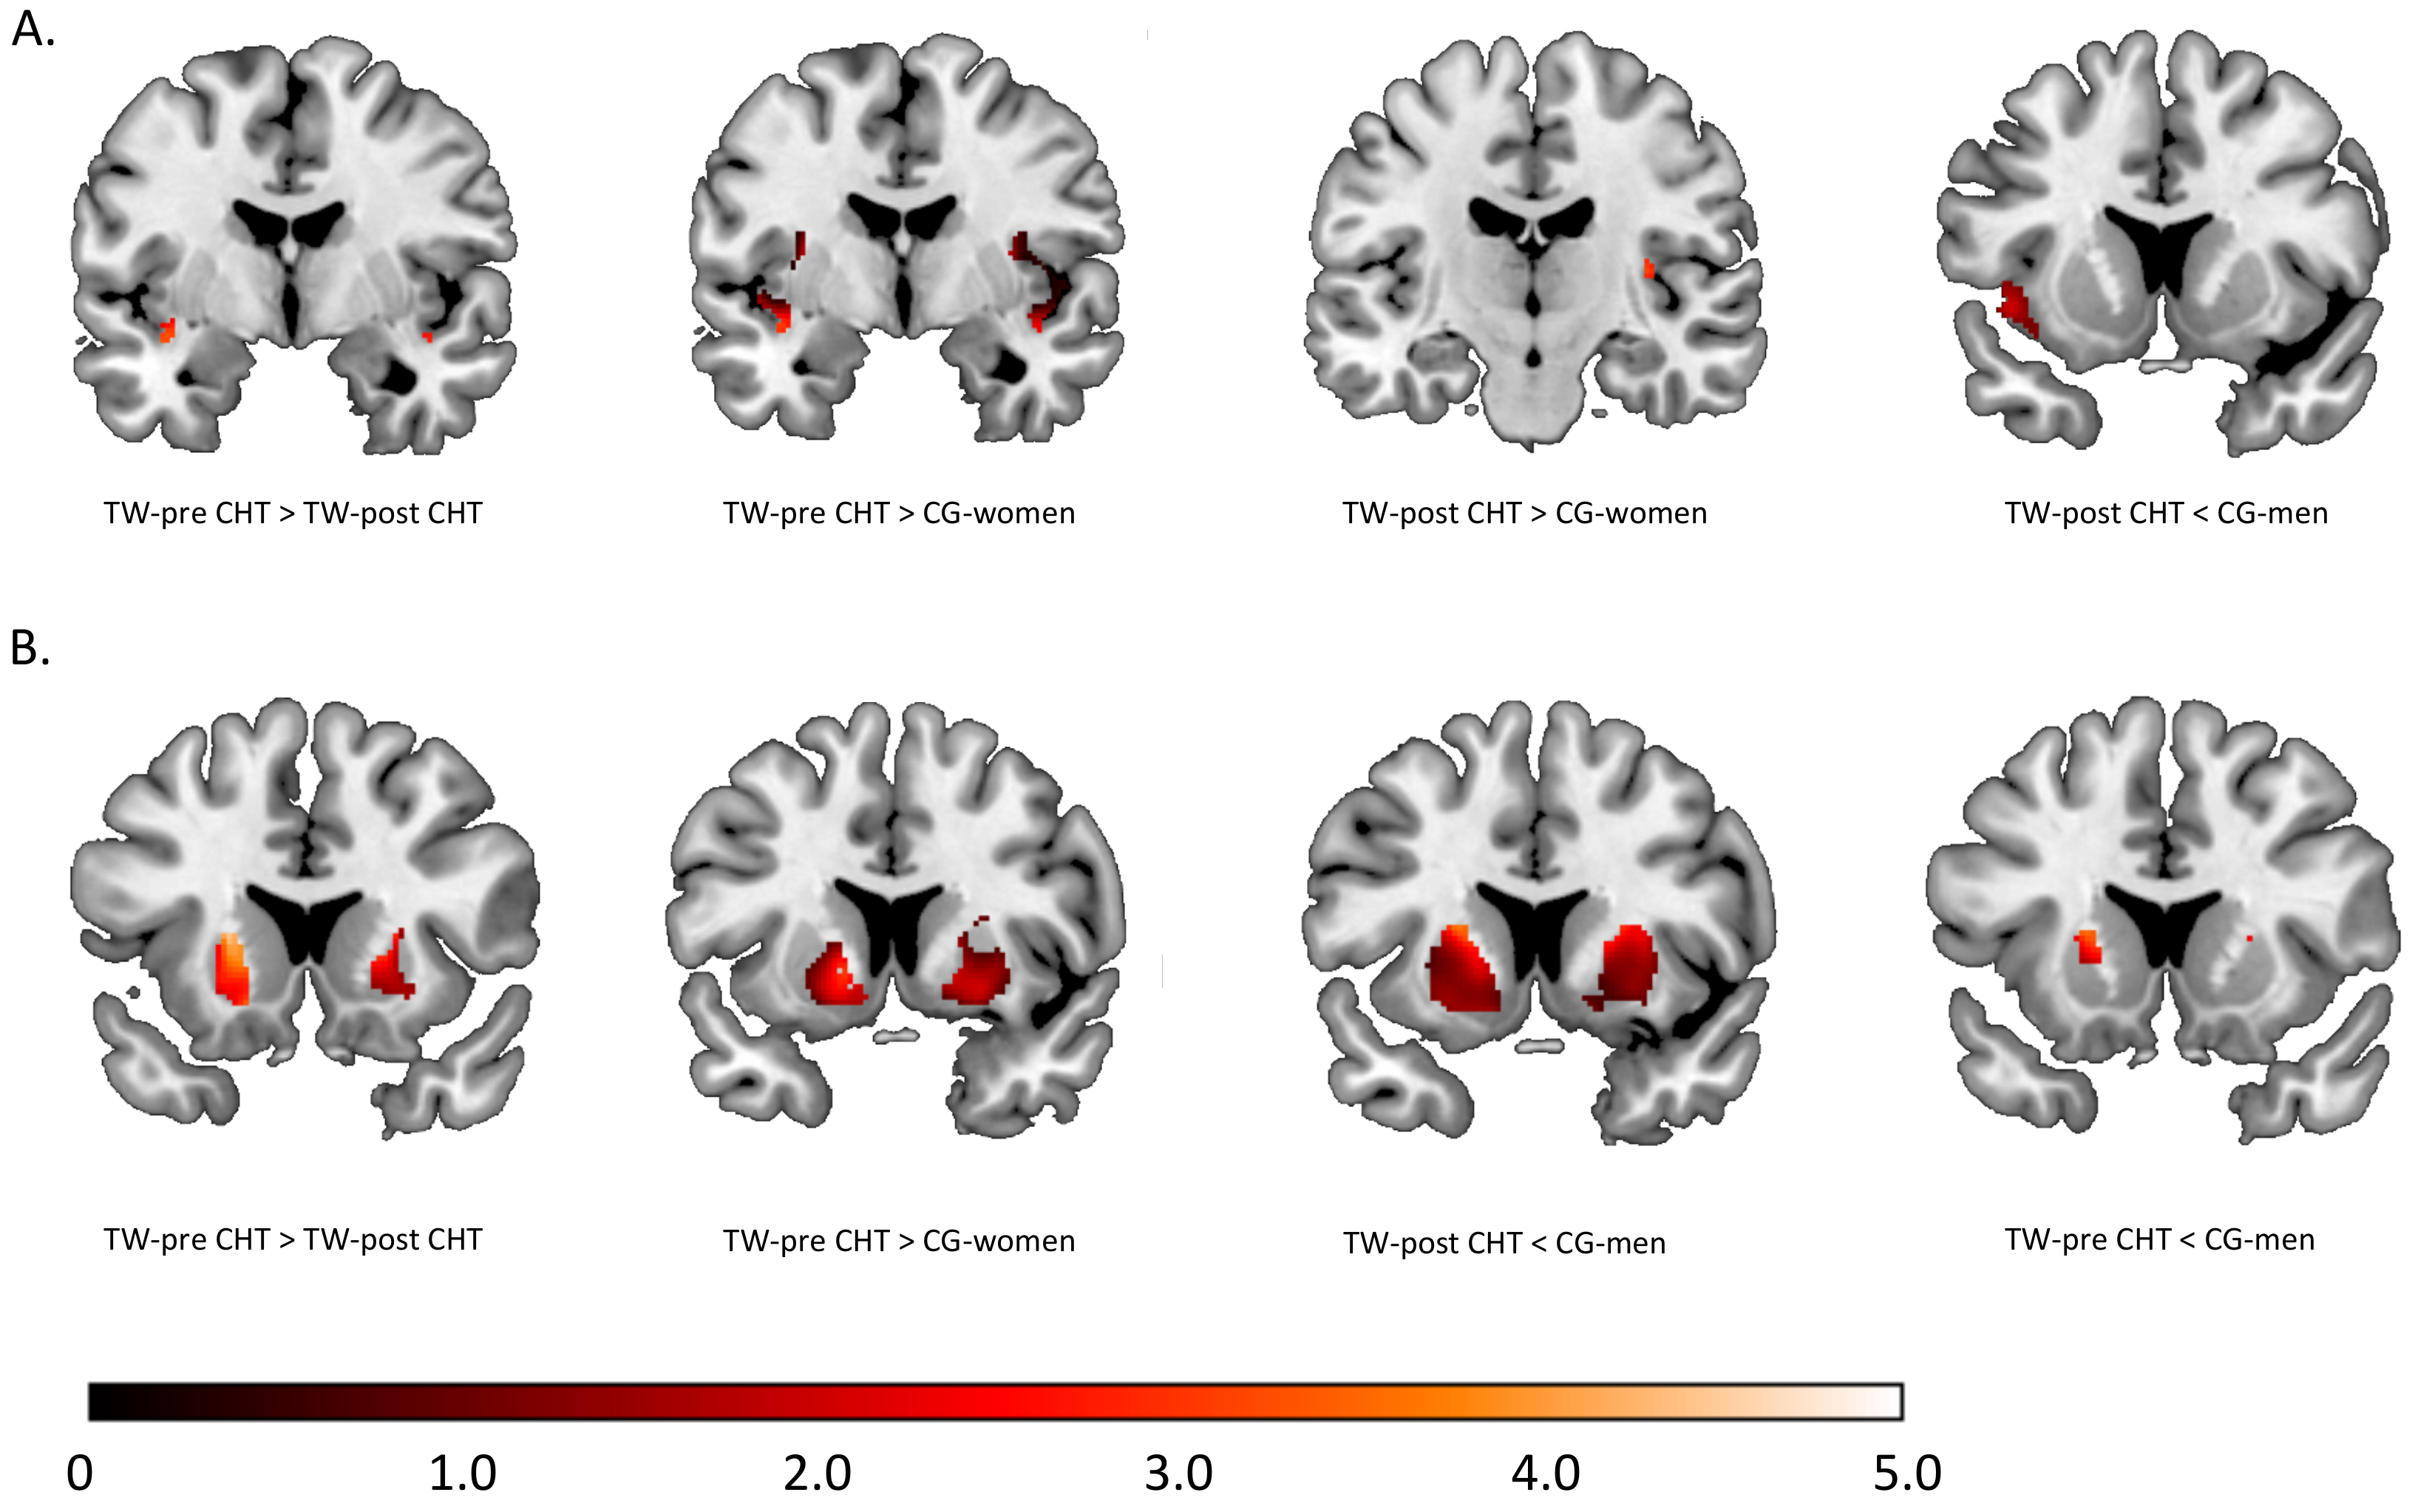 A.
TW-pre CHT > TW-post CHT
TW-pre CHT > CG-women
TW-post CHT > CG-women
TW-post CHT < CG-men
B.
TW-pre CHT > TW-post CHT
TW-pre CHT > CG-women
TW-post CHT < CG-men
TW-pre CHT < CG-men
0 1.0 2.0 3.0 4.0 5.0